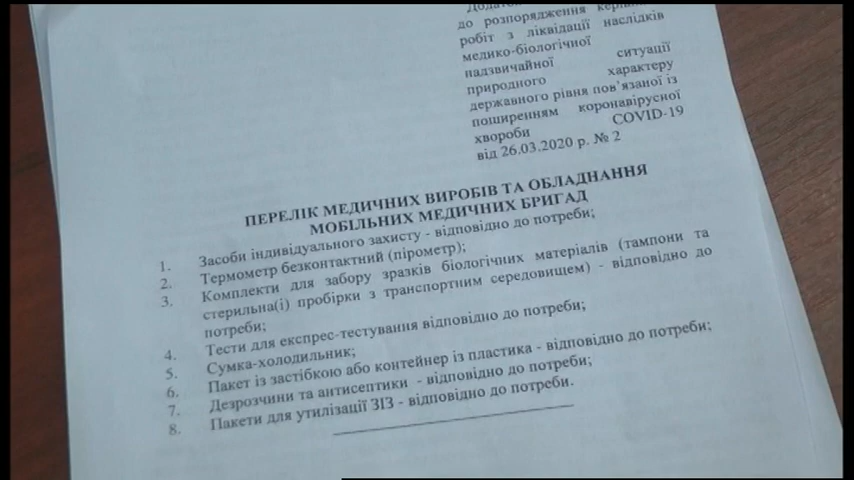 до розпорядження
робіт з ліквідації наслідків
медико-біологічної
надзвичайної ситуації
природного характеру
державного рівня пов’язаної із
поширенням коронавірусної
хвороби COVID-19
від 26.03.2020 р. № 2
ПЕРЕЛІК МЕДИЧНИХ ВИРОБІВ ТА ОБЛАДНАННЯ
МОБІЛЬНИХ МЕДИЧНИХ БРИГАД
1. Засоби індивідуального захисту - відповідно до потреби;
2. Термометр безконтактний (пірометр);
3. Комплекти для забору зразків біологічних матеріалів (тампони та
стерильна(і) пробірки з транспортним середовищем) - відповідно до
потреби;
4. Тести для експрес-тестування відповідно до потреби;
5. Сумка-холодильник;
6. Пакет із застібкою або контейнер із пластика - відповідно до потреби;
7. Дезрозчини та антисептики - відповідно до потреби;
8. Пакети для утилізації ЗІЗ - відповідно до потреби.